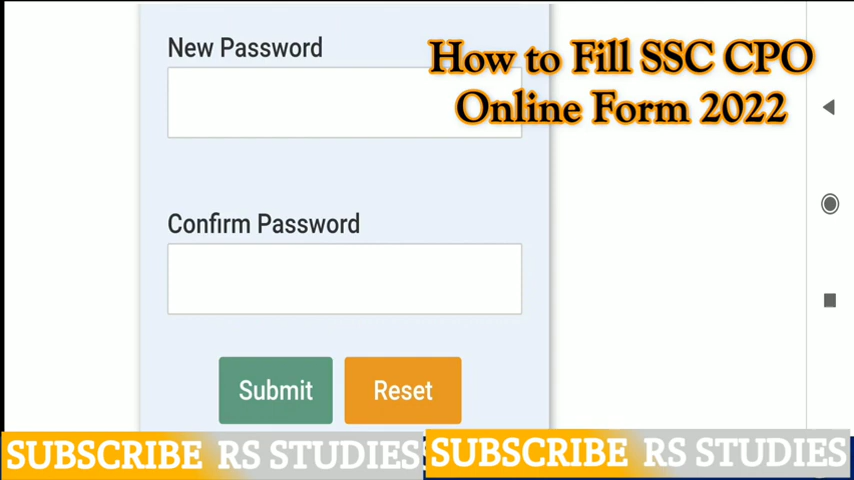 New Password
How to Fill SSC CPO
Online Form 2022
Confirm Password
Submit Reset
SUBSCRIBE RS STUDIES SUBSCRIBE RS STUDIES